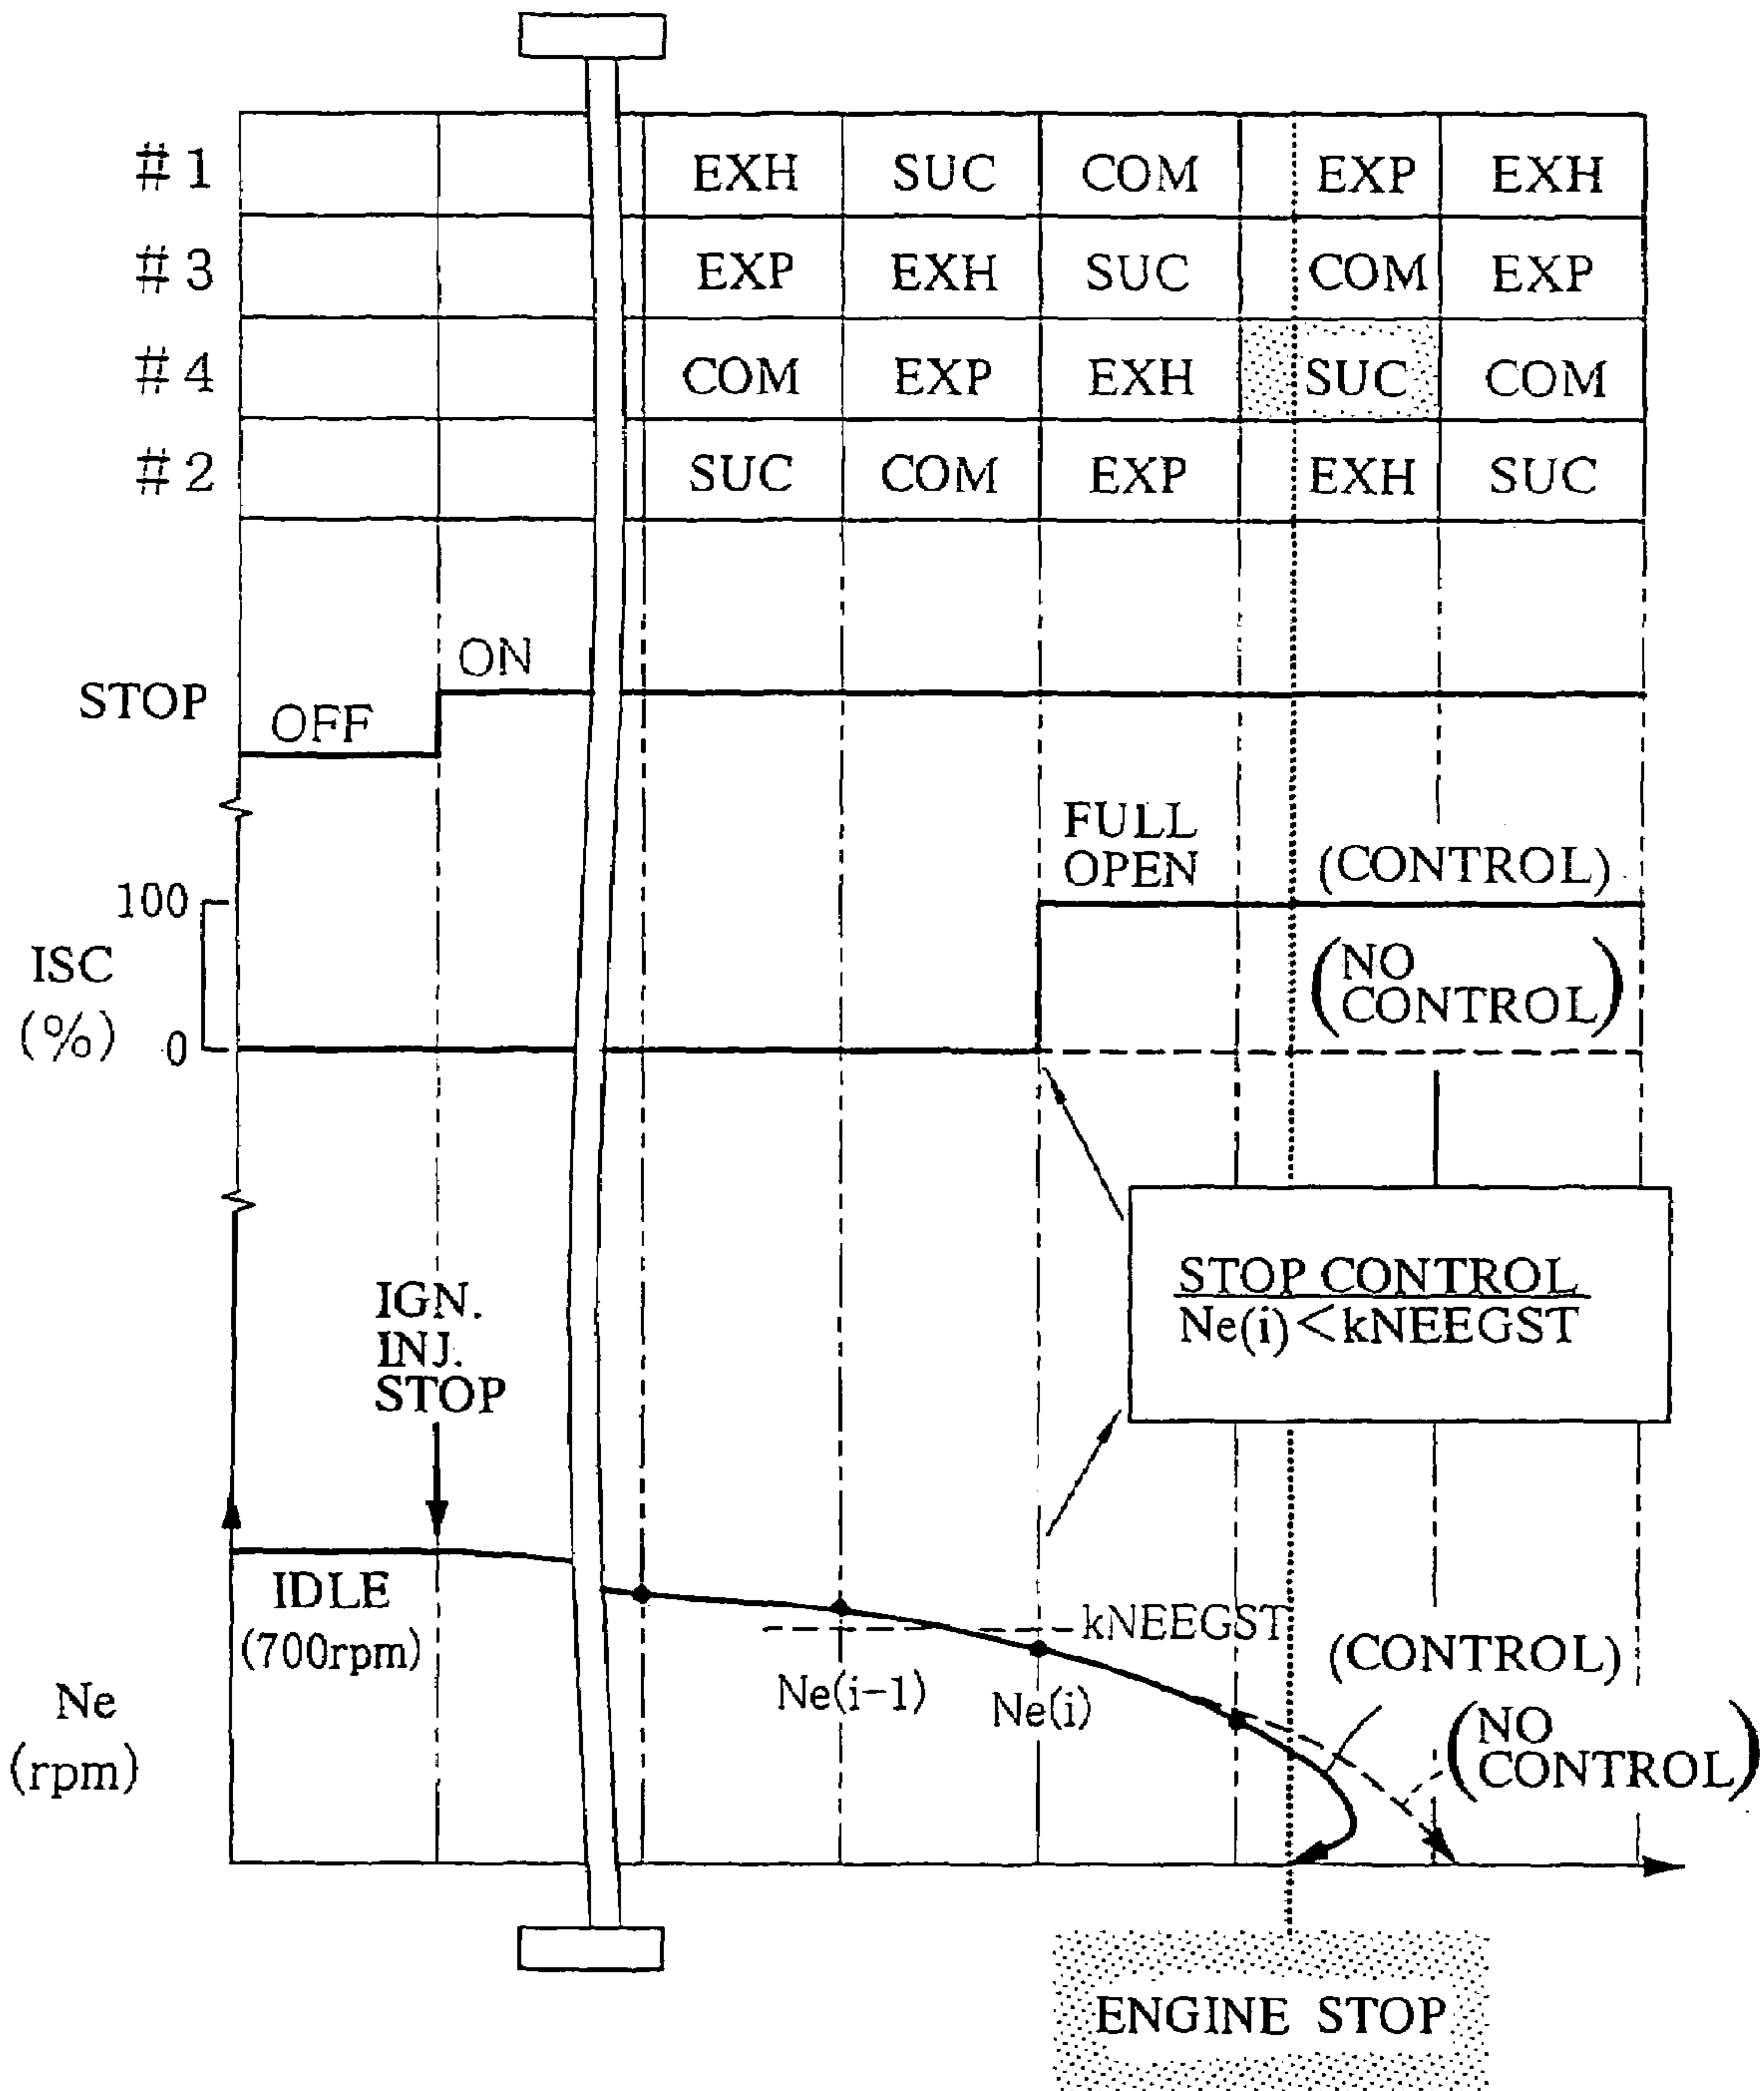 #1 EXH SUC COM EXP EXH
#3 EXP EXH SUC COM EXP
#4 COM EXP EXH SUC COM
#2 SUC COM EXP EXH SUC
ON
STOP
OFF
FULL
OPEN
(CONTROL)
100
ISC
(%)
0
(NO
CONTROL)
STOP CONTROL
Ne(i)<kNEEGST
IGN.
INJ.
STOP
IDLE
(700rpm)
kNEEGST
Ne(i-1)
Ne(i)
(CONTROL)
(NO
CONTROL)
Ne
(rpm)
ENGINE STOP